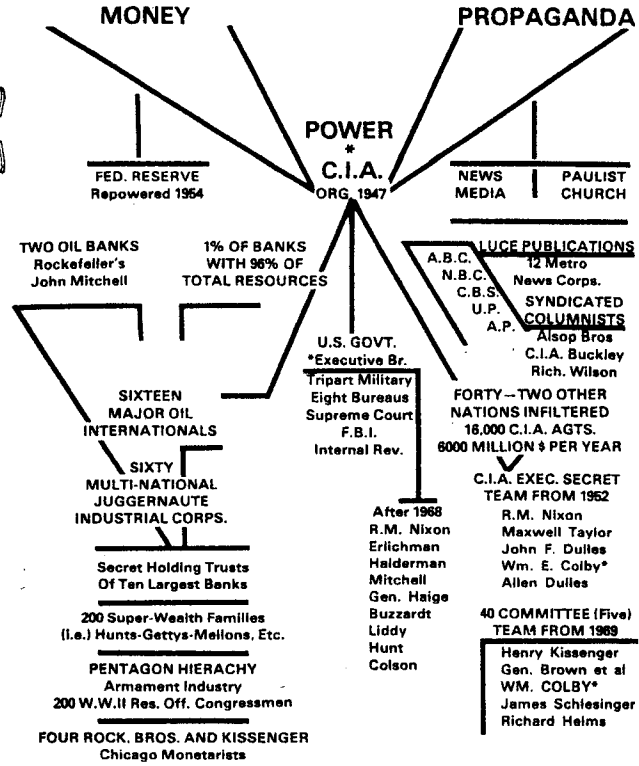 MONEY
PROPAGANDA
POWER
*
C.I.A.
ORG. 1947
FED. RESERVE
Repowered 1954
NEWS
MEDIA
PAULIST
CHURCH
TWO OIL BANKS
Rockefeller's
John Mitchell
1% OF BANKS
WITH 96% OF
TOTAL RESOURCES
A.B.C.
N.B.C.
C.B.S.
U.P.
A.P.
LUCE PUBLICATIONS
12 Metro
News Corps.
SYNDICATED
COLUMNISTS
Alsop Bros
C.I.A. Buckley
Rich. Wilson
U.S. GOVT.
*Executive Br.
Tripart Military
Eight Bureaus
Supreme Court
F.B.I.
Internal Rev.
SIXTEEN
MAJOR OIL
INTERNATIONALS
FORTY—TWO OTHER
NATIONS INFILTERED
16,000 C.I.A. AGTS.
6000 MILLION $ PER YEAR
SIXTY
MULTI-NATIONAL
JUGGERNAUTE
INDUSTRIAL CORPS.
C.I.A. EXEC. SECRET
TEAM FROM 1952
R.M. Nixon
Maxwell Taylor
John F. Dulles
Wm. E. Colby*
Allen Dulles
After 1968
R.M. Nixon
Erlichman
Halderman
Mitchell
Gen. Haige
Buzzardt
Liddy
Hunt
Colson
Secret Holding Trusts
Of Ten Largest Banks
200 Super-Wealth Families
(i.e.) Hunts-Gettys-Mellons, Etc.
40 COMMITTEE (Five)
TEAM FROM 1969
Henry Kissenger
Gen. Brown et al
WM. COLBY*
James Schlesinger
Richard Helms
PENTAGON HIERACHY
Armament Industry
200 W.W.II Res. Off. Congressmen
FOUR ROCK. BROS. AND KISSENGER
Chicago Monetarists